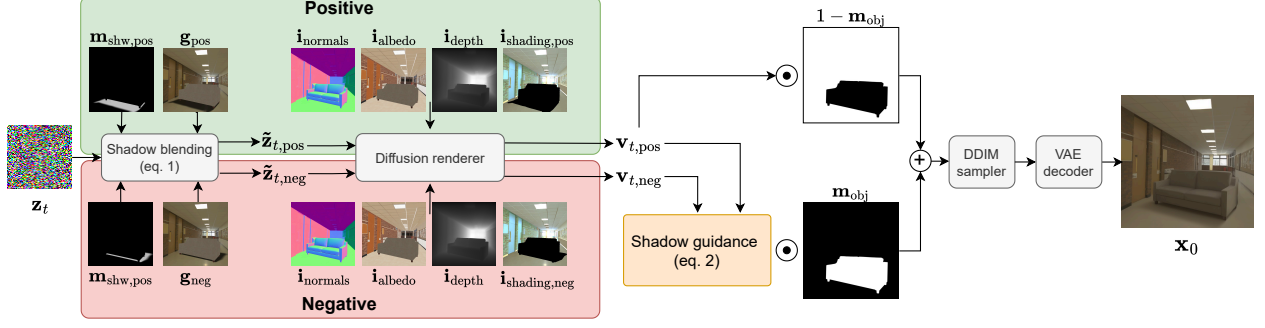 Positive
m_shw,pos g_pos i_normals i_albedo i_depth i_shading,pos
1 − m_obj
z_t
Shadow blending
(eq. 1)
z̃_t,pos
z̃_t,neg
Diffusion renderer
v_t,pos
v_t,neg
DDIM
sampler
VAE
decoder
m_obj
Shadow guidance
(eq. 2)
x_0
m_shw,pos g_neg i_normals i_albedo i_depth i_shading,neg
Negative